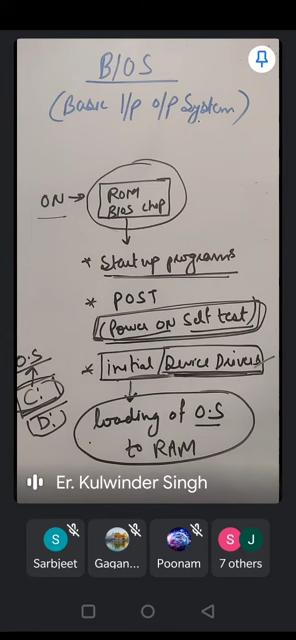 BIOS
(Basic I/p O/p System)
ON →
ROM
BIOS chip
* Start up programs
* POST
(Power ON Self Test)
O.S
C:
D:
* initial / Device Drivers
loading of O.S
to RAM
Er. Kulwinder Singh
S
S J
Sarbjeet
Gagan...
Poonam
7 others